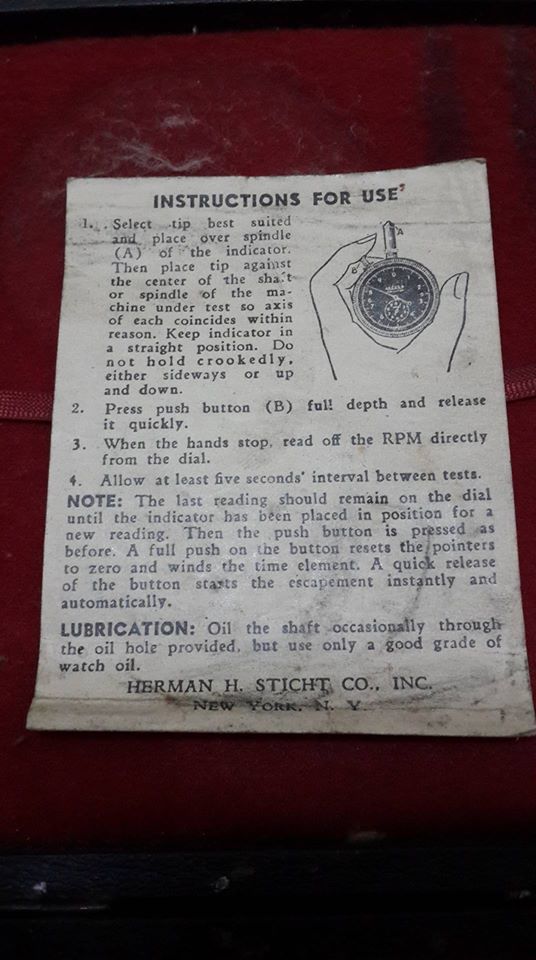 INSTRUCTIONS FOR USE
1. Select tip best suited
and place over spindle
(A) of the indicator.
Then place tip against
the center of the shaft
or spindle of the ma-
chine under test so axis
of each coincides within
reason. Keep indicator in
a straight position. Do
not hold crookedly,
either sideways or up
and down.
A
B
2. Press push button (B) full depth and release
it quickly.
3. When the hands stop, read off the RPM directly
from the dial.
4. Allow at least five seconds' interval between tests.
NOTE: The last reading should remain on the dial
until the indicator has been placed in position for a
new reading. Then the push button is pressed as
before. A full push on the button resets the pointers
to zero and winds the time element. A quick release
of the button starts the escapement instantly and
automatically.
LUBRICATION: Oil the shaft occasionally through
the oil hole provided, but use only a good grade of
watch oil.
HERMAN H. STICHT CO., INC.
NEW YORK, N. Y.